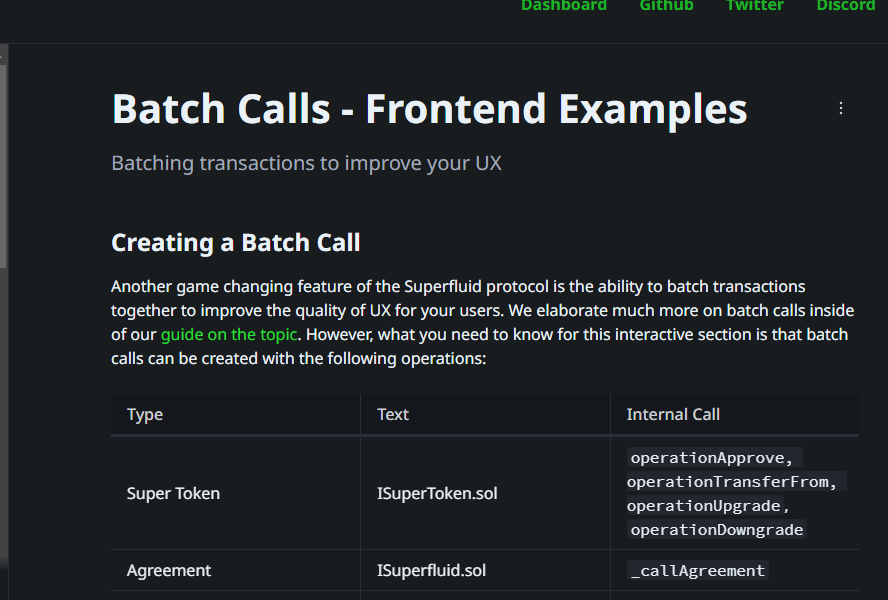 Dashboard Github Twitter Discord
Batch Calls - Frontend Examples
Batching transactions to improve your UX
Creating a Batch Call
Another game changing feature of the Superfluid protocol is the ability to batch transactions
together to improve the quality of UX for your users. We elaborate much more on batch calls inside
of our guide on the topic. However, what you need to know for this interactive section is that batch
calls can be created with the following operations:
Type Text Internal Call
Super Token ISuperToken.sol operationApprove,
operationTransferFrom,
operationUpgrade,
operationDowngrade
Agreement ISuperfluid.sol _callAgreement